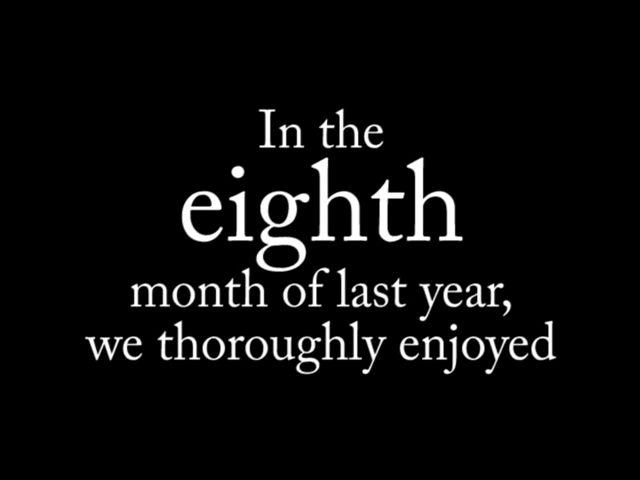 In the
eighth
month of last year,
we thoroughly enjoyed